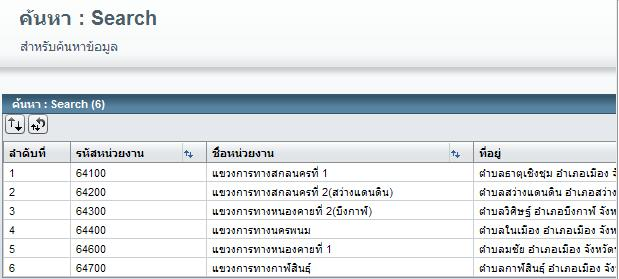 ค้นหา : Search
สำหรับค้นหาข้อมูล
ค้นหา : Search (6)
ลำดับที่ รหัสหน่วยงาน ชื่อหน่วยงาน ที่อยู่
1 64100 แขวงการทางสกลนครที่ 1 ตำบลธาตุเชิงชุม อำเภอเมือง
2 64200 แขวงการทางสกลนครที่ 2(สว่างแดนดิน) ตำบลสว่างแดนดิน อำเภอสว่าง
3 64300 แขวงการทางหนองคายที่ 2(บึงกาฬ) ตำบลวิศิษฐ์ อำเภอบึงกาฬ จังห
4 64400 แขวงการทางนครพนม ตำบลในเมือง อำเภอเมือง จังห
5 64600 แขวงการทางหนองคายที่ 1 ตำบลมชัย อำเภอเมือง จังหวัด
6 64700 แขวงการทางกาฬสินธุ์ ตำบลกาฬสินธุ์ อำเภอเมือง จัง